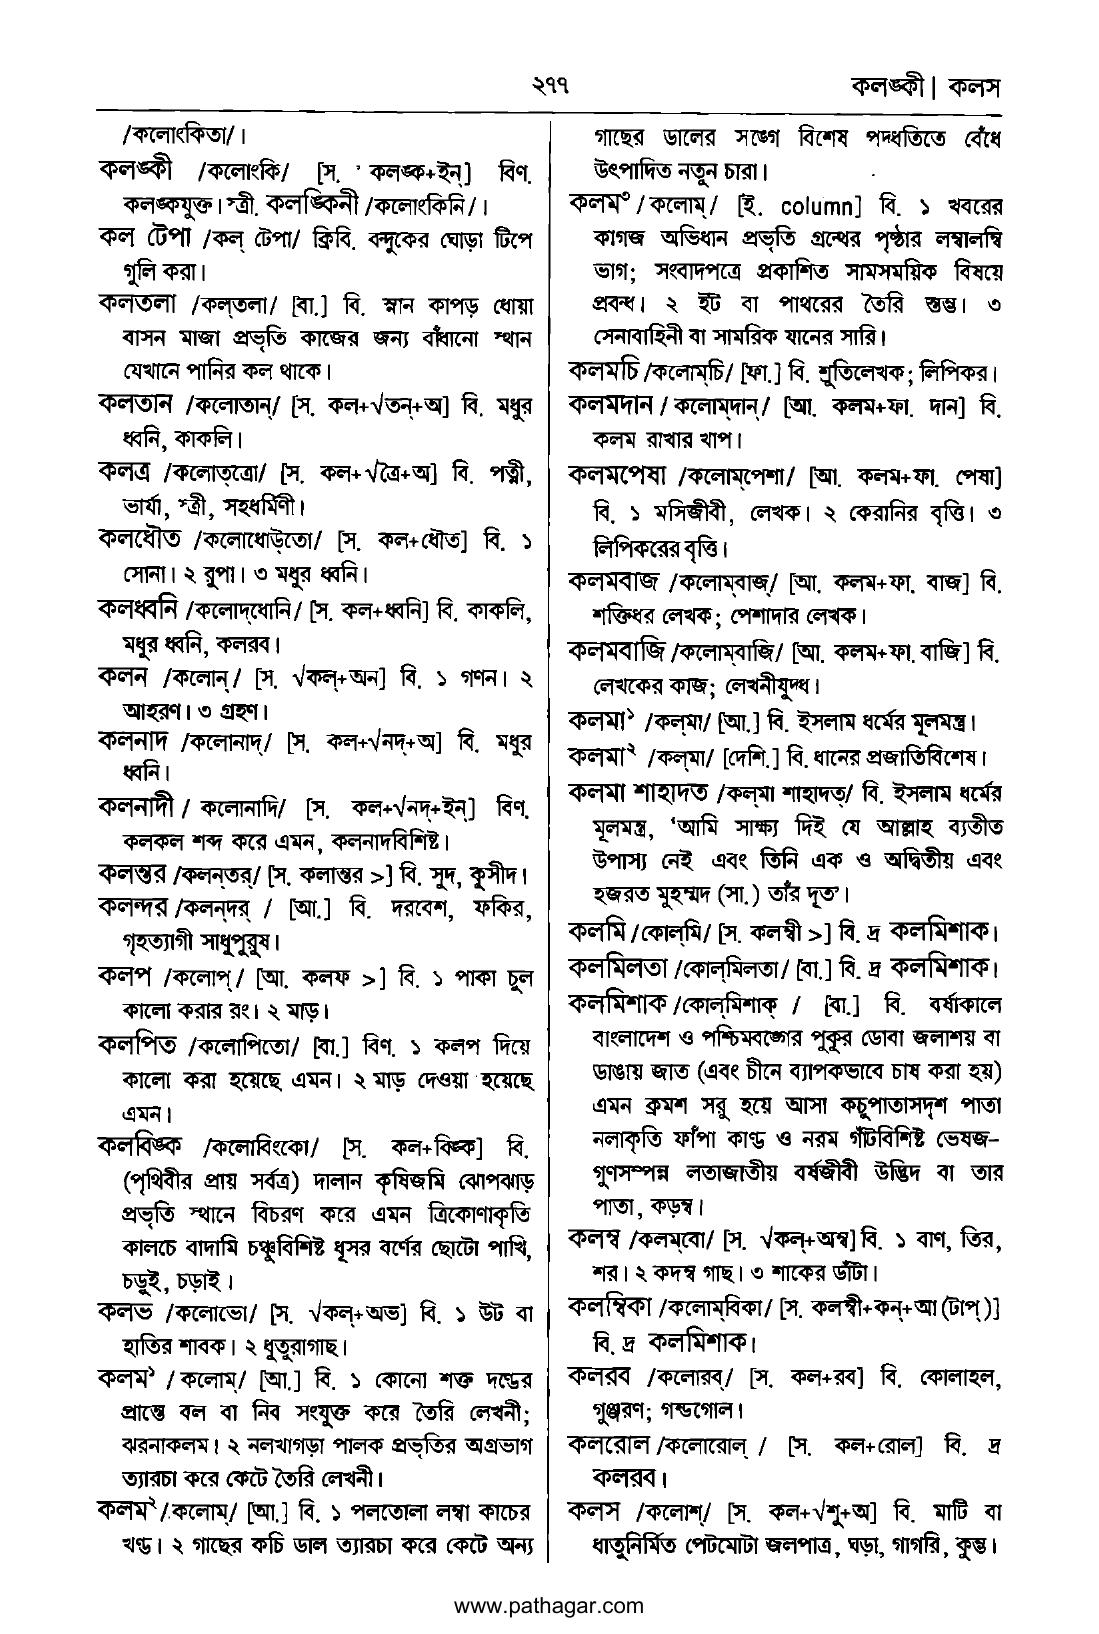 ২৭৭
কলঙ্কী | কলস
/কলোংকিতা/।
কলঙ্কী /কলোংকি/ [স. কলঙ্ক+ইন্] বিণ.
কলঙ্কযুক্ত। স্ত্রী. কলঙ্কিনী /কলোংকিনি/।
কল টেপা /কল্ টেপা/ ক্রিবি. বন্দুকের ঘোড়া টিপে
গুলি করা।
কলতলা /কল্‌তলা/ [বা.] বি. স্নান কাপড় ধোয়া
বাসন মাজা প্রভৃতি কাজের জন্য বাঁধানো স্থান
যেখানে পানির কল থাকে।
কলতান /কলোতান্/ [স. কল+√তন্+অ] বি. মধুর
ধ্বনি, কাকলি।
কলত্র /কলোত্‌ত্রো/ [স. কল+√ত্রৈ+অ] বি. পত্নী,
ভার্যা, স্ত্রী, সহধর্মিণী।
কলধৌত /কলোধোউ্‌তো/ [স. কল+ধৌত] বি. ১
সোনা। ২ রুপা। ৩ মধুর ধ্বনি।
কলধ্বনি /কলোদ্‌ধোনি/ [স. কল+ধ্বনি] বি. কাকলি,
মধুর ধ্বনি, কলরব।
কলন /কলোন্/ [স. √কল্+অন] বি. ১ গণন। ২
আহরণ। ৩ গ্রহণ।
কলনাদ /কলোনাদ্/ [স. কল+√নদ্+অ] বি. মধুর
ধ্বনি।
কলনাদী / কলোনাদি/ [স. কল+√নদ্+ইন্] বিণ.
কলকল শব্দ করে এমন, কলনাদবিশিষ্ট।
কলন্তর /কলন্‌তর্/ [স. কলান্তর >] বি. সুদ, কুসীদ।
কলন্দর /কলন্‌দর্ / [আ.] বি. দরবেশ, ফকির,
গৃহত্যাগী সাধুপুরুষ।
কলপ /কলোপ্/ [আ. কলফ >] বি. ১ পাকা চুল
কালো করার রং। ২ মাড়।
কলপিত /কলোপিতো/ [বা.] বিণ. ১ কলপ দিয়ে
কালো করা হয়েছে এমন। ২ মাড় দেওয়া হয়েছে
এমন।
কলবিঙ্ক /কলোবিংকো/ [স. কল+বিঙ্ক] বি.
(পৃথিবীর প্রায় সর্বত্র) দালান কৃষিজমি ঝোপঝাড়
প্রভৃতি স্থানে বিচরণ করে এমন ত্রিকোণাকৃতি
কালচে বাদামি চঞ্চুবিশিষ্ট ধূসর বর্ণের ছোটো পাখি,
চড়ুই, চড়াই।
কলভ /কলোভো/ [স. √কল্+অভ] বি. ১ উট বা
হাতির শাবক। ২ ধুতুরাগাছ।
কলম১ / কলোম্/ [আ.] বি. ১ কোনো শক্ত দণ্ডের
প্রান্তে বল বা নিব সংযুক্ত করে তৈরি লেখনী;
ঝরনাকলম। ২ নলখাগড়া পালক প্রভৃতির অগ্রভাগ
ত্যারচা করে কেটে তৈরি লেখনী।
কলম২ /কলোম্/ [আ.] বি. ১ পলতোলা লম্বা কাচের
খণ্ড। ২ গাছের কচি ডাল ত্যারচা করে কেটে অন্য
গাছের ডালের সঙ্গে বিশেষ পদ্ধতিতে বেঁধে
উৎপাদিত নতুন চারা।
কলম৩ /কলোম্/ [ই. column] বি. ১ খবরের
কাগজ অভিধান প্রভৃতি গ্রন্থের পৃষ্ঠার লম্বালম্বি
ভাগ; সংবাদপত্রে প্রকাশিত সামসময়িক বিষয়ে
প্রবন্ধ। ২ ইট বা পাথরের তৈরি স্তম্ভ। ৩
সেনাবাহিনী বা সামরিক যানের সারি।
কলমচি /কলোম্‌চি/ [ফা.] বি. শ্রুতিলেখক; লিপিকর।
কলমদান / কলোম্‌দান্/ [আ. কলম+ফা. দান] বি.
কলম রাখার খাপ।
কলমপেষা /কলোম্‌পেশা/ [আ. কলম+ফা. পেষা]
বি. ১ মসিজীবী, লেখক। ২ কেরানির বৃত্তি। ৩
লিপিকরের বৃত্তি।
কলমবাজ /কলোম্‌বাজ্/ [আ. কলম+ফা. বাজ] বি.
শক্তিধর লেখক; পেশাদার লেখক।
কলমবাজি /কলোম্‌বাজি/ [আ. কলম+ফা. বাজি] বি.
লেখকের কাজ; লেখনীযুদ্ধ।
কলমা১ /কল্‌মা/ [আ.] বি. ইসলাম ধর্মের মূলমন্ত্র।
কলমা২ /কল্‌মা/ [দেশি.] বি. ধানের প্রজাতিবিশেষ।
কলমা শাহাদত /কল্‌মা শাহাদত্/ বি. ইসলাম ধর্মের
মূলমন্ত্র, ‘আমি সাক্ষ্য দিই যে আল্লাহ ব্যতীত
উপাস্য নেই এবং তিনি এক ও অদ্বিতীয় এবং
হজরত মুহম্মদ (সা.) তাঁর দূত’।
কলমি /কোল্‌মি/ [স. কলম্বী >] বি. দ্র কলমিশাক।
কলমিলতা /কোল্‌মিলতা/ [বা.] বি. দ্র কলমিশাক।
কলমিশাক /কোল্‌মিশাক্ / [বা.] বি. বর্ষাকালে
বাংলাদেশ ও পশ্চিমবঙ্গের পুকুর ডোবা জলাশয় বা
ডাঙায় জাত (এবং চীনে ব্যাপকভাবে চাষ করা হয়)
এমন ক্রমশ সরু হয়ে আসা কচুপাতাসদৃশ পাতা
নলাকৃতি ফাঁপা কাণ্ড ও নরম গাঁটবিশিষ্ট ভেষজ-
গুণসম্পন্ন লতাজাতীয় বর্ষজীবী উদ্ভিদ বা তার
পাতা, কড়ম্ব।
কলম্ব /কলম্‌বো/ [স. √কল্+অম্ব] বি. ১ বাণ, তির,
শর। ২ কদম্ব গাছ। ৩ শাকের ডাঁটা।
কলম্বিকা /কলোম্‌বিকা/ [স. কলম্বী+কন্+আ (টাপ্)]
বি. দ্র কলমিশাক।
কলরব /কলোরব্/ [স. কল+রব] বি. কোলাহল,
গুঞ্জরণ; গন্ডগোল।
কলরোল /কলোরোল্ / [স. কল+রোল] বি. দ্র
কলরব।
কলস /কলোশ্/ [স. কল+√শু+অ] বি. মাটি বা
ধাতুনির্মিত পেটমোটা জলপাত্র, ঘড়া, গাগরি, কুম্ভ।
www.pathagar.com